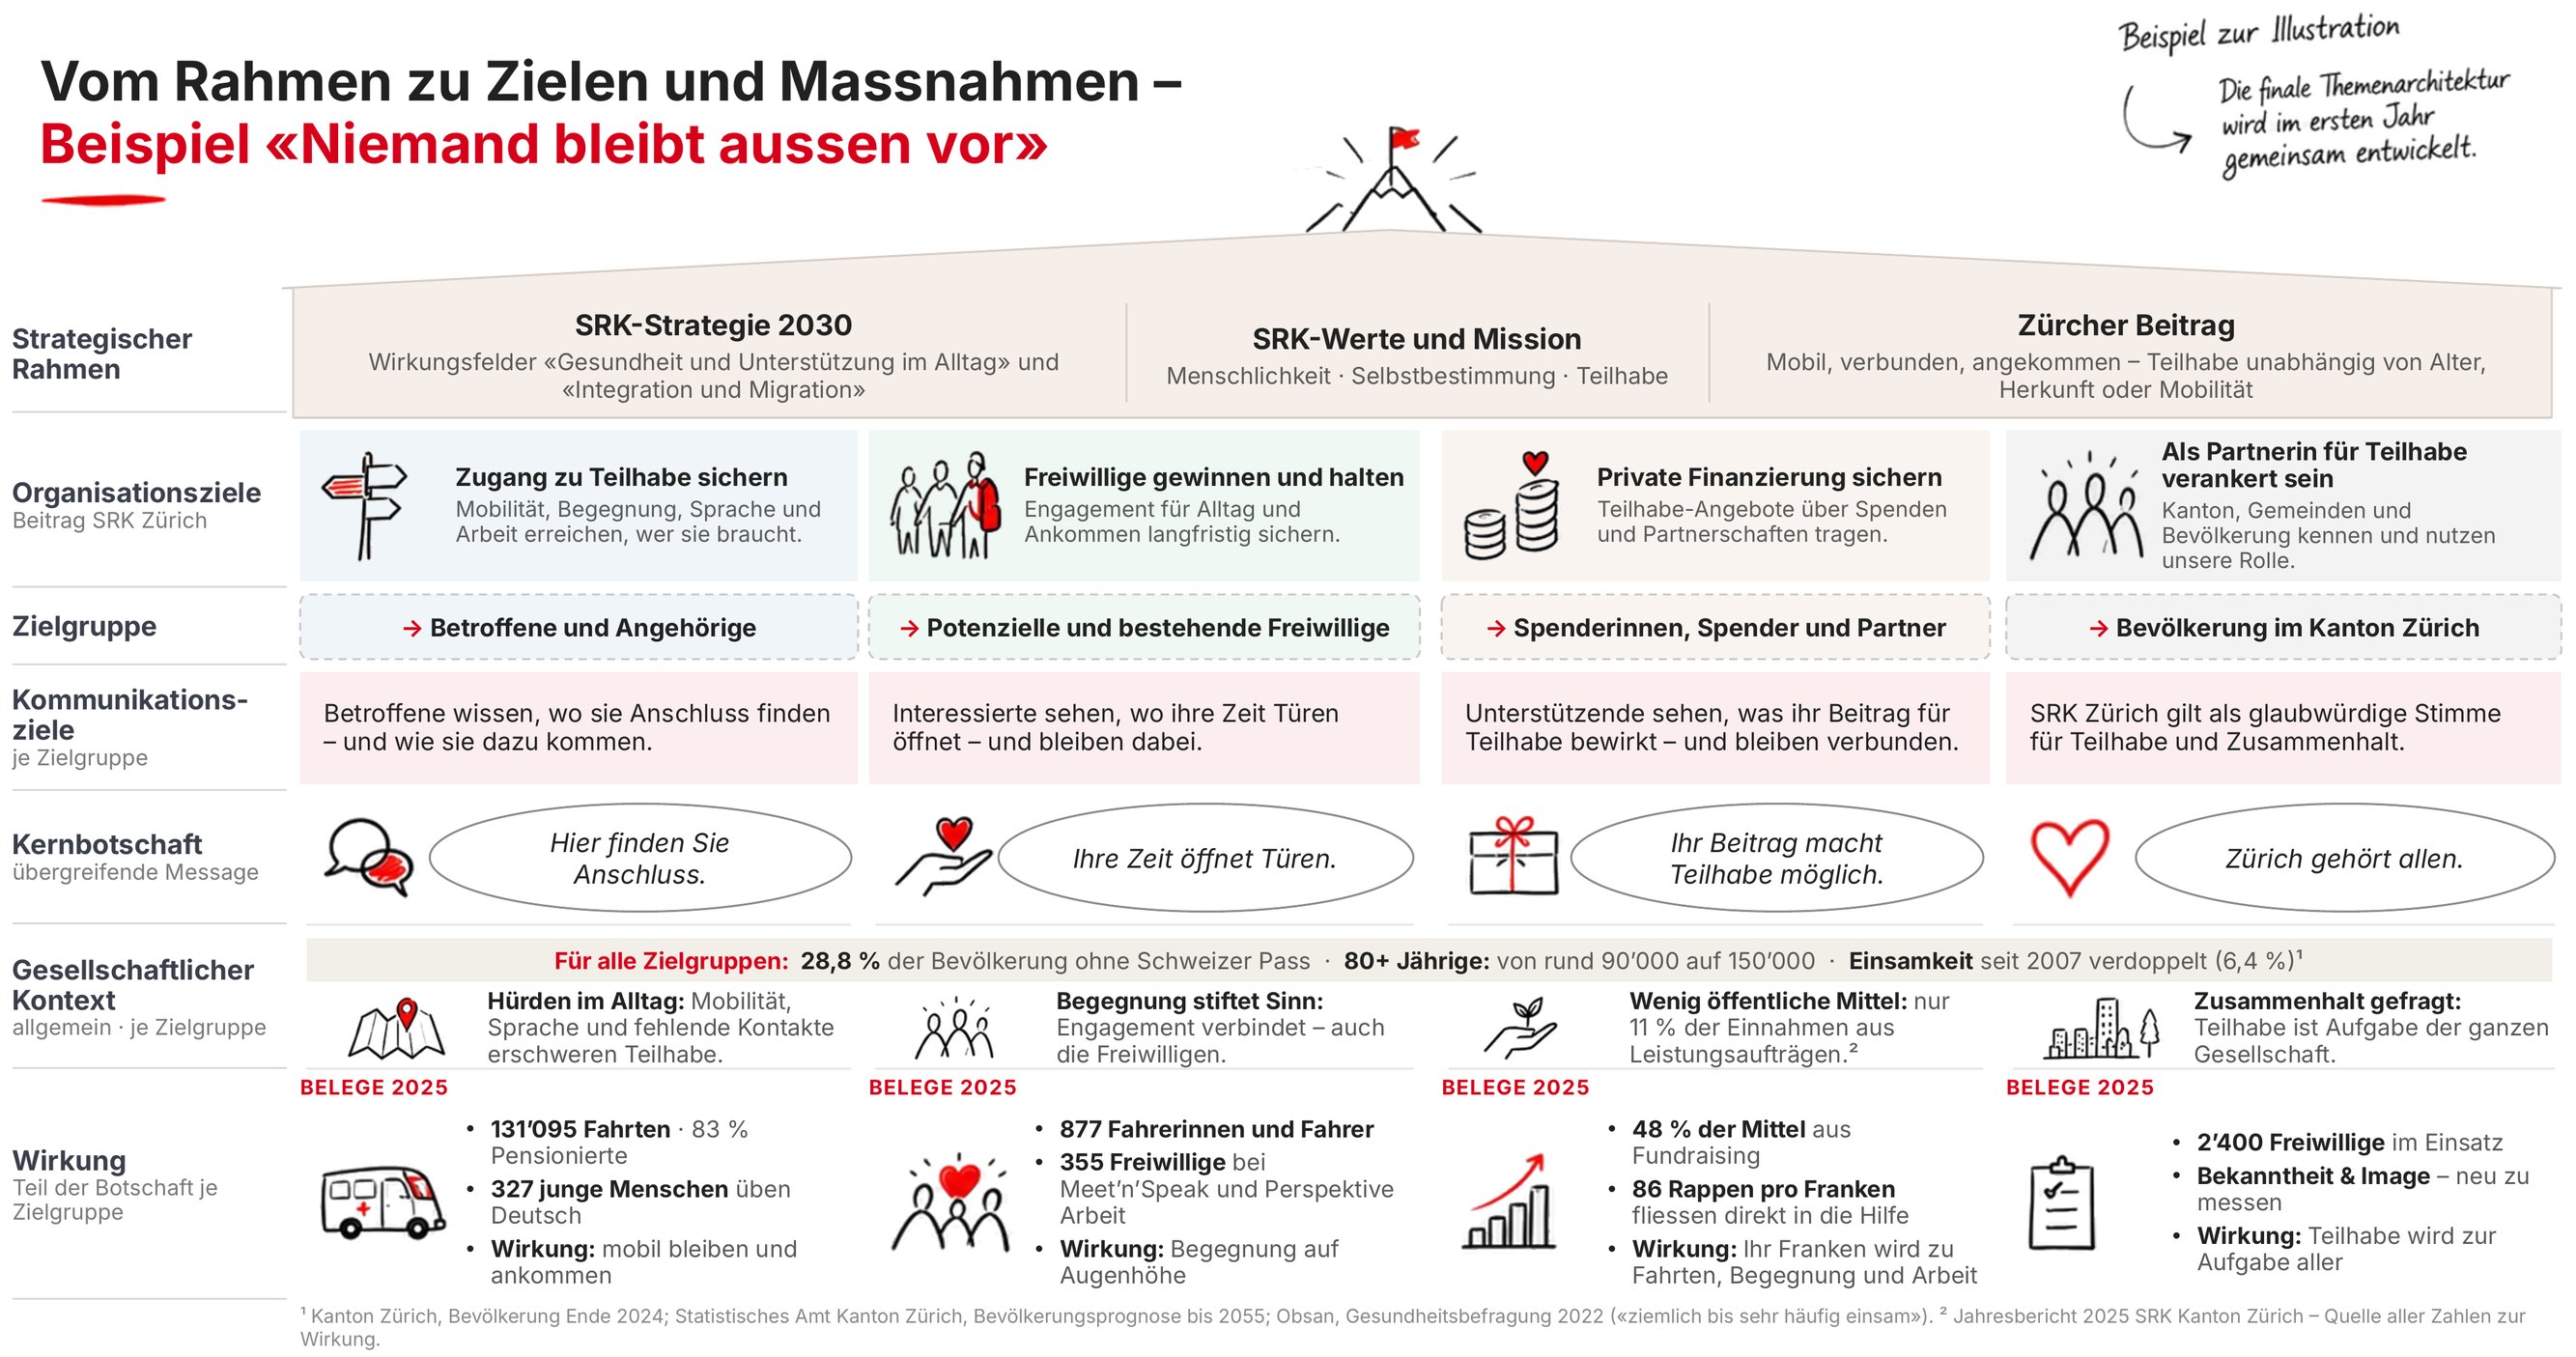 Beispiel zur Illustration
Die finale Themenarchitektur
wird im ersten Jahr
gemeinsam entwickelt.
Vom Rahmen zu Zielen und Massnahmen –
Beispiel «Niemand bleibt aussen vor»
Strategischer
Rahmen
SRK-Strategie 2030
Wirkungsfelder «Gesundheit und Unterstützung im Alltag» und
«Integration und Migration»
SRK-Werte und Mission
Menschlichkeit · Selbstbestimmung · Teilhabe
Zürcher Beitrag
Mobil, verbunden, angekommen – Teilhabe unabhängig von Alter,
Herkunft oder Mobilität
Organisationsziele
Beitrag SRK Zürich
Zugang zu Teilhabe sichern
Mobilität, Begegnung, Sprache und
Arbeit erreichen, wer sie braucht.
Freiwillige gewinnen und halten
Engagement für Alltag und
Ankommen langfristig sichern.
Private Finanzierung sichern
Teilhabe-Angebote über Spenden
und Partnerschaften tragen.
Als Partnerin für Teilhabe
verankert sein
Kanton, Gemeinden und
Bevölkerung kennen und nutzen
unsere Rolle.
Zielgruppe
→ Betroffene und Angehörige
→ Potenzielle und bestehende Freiwillige
→ Spenderinnen, Spender und Partner
→ Bevölkerung im Kanton Zürich
Kommunikations-
ziele
je Zielgruppe
Betroffene wissen, wo sie Anschluss finden
– und wie sie dazu kommen.
Interessierte sehen, wo ihre Zeit Türen
öffnet – und bleiben dabei.
Unterstützende sehen, was ihr Beitrag für
Teilhabe bewirkt – und bleiben verbunden.
SRK Zürich gilt als glaubwürdige Stimme
für Teilhabe und Zusammenhalt.
Kernbotschaft
übergreifende Message
Hier finden Sie
Anschluss.
Ihre Zeit öffnet Türen.
Ihr Beitrag macht
Teilhabe möglich.
Zürich gehört allen.
Gesellschaftlicher
Kontext
allgemein · je Zielgruppe
Für alle Zielgruppen: 28,8 % der Bevölkerung ohne Schweizer Pass · 80+ Jährige: von rund 90’000 auf 150’000 · Einsamkeit seit 2007 verdoppelt (6,4 %)¹
Hürden im Alltag: Mobilität,
Sprache und fehlende Kontakte
erschweren Teilhabe.
Begegnung stiftet Sinn:
Engagement verbindet – auch
die Freiwilligen.
Wenig öffentliche Mittel: nur
11 % der Einnahmen aus
Leistungsaufträgen.²
Zusammenhalt gefragt:
Teilhabe ist Aufgabe der ganzen
Gesellschaft.
Wirkung
Teil der Botschaft je
Zielgruppe
BELEGE 2025
• 131’095 Fahrten · 83 %
Pensionierte
• 327 junge Menschen üben
Deutsch
• Wirkung: mobil bleiben und
ankommen
BELEGE 2025
• 877 Fahrerinnen und Fahrer
• 355 Freiwillige bei
Meet’n’Speak und Perspektive
Arbeit
• Wirkung: Begegnung auf
Augenhöhe
BELEGE 2025
• 48 % der Mittel aus
Fundraising
• 86 Rappen pro Franken
fliessen direkt in die Hilfe
• Wirkung: Ihr Franken wird zu
Fahrten, Begegnung und Arbeit
BELEGE 2025
• 2’400 Freiwillige im Einsatz
• Bekanntheit & Image – neu zu
messen
• Wirkung: Teilhabe wird zur
Aufgabe aller
¹ Kanton Zürich, Bevölkerung Ende 2024; Statistisches Amt Kanton Zürich, Bevölkerungsprognose bis 2055; Obsan, Gesundheitsbefragung 2022 («ziemlich bis sehr häufig einsam»). ² Jahresbericht 2025 SRK Kanton Zürich – Quelle aller Zahlen zur
Wirkung.